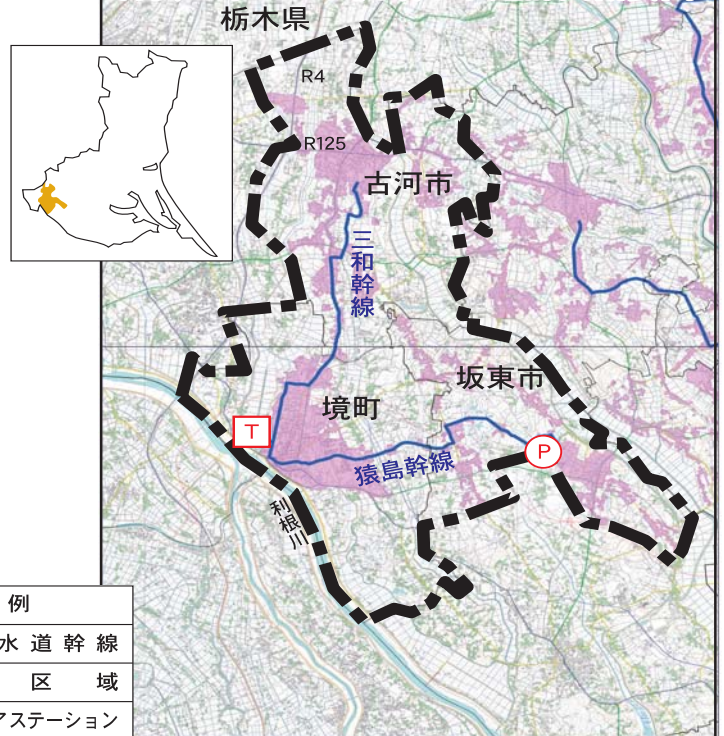 栃木県
R4
R125
古河市
三和幹線
坂東市
境町
T
P
猿島幹線
利根川
例
水道幹線
区域
アステーション